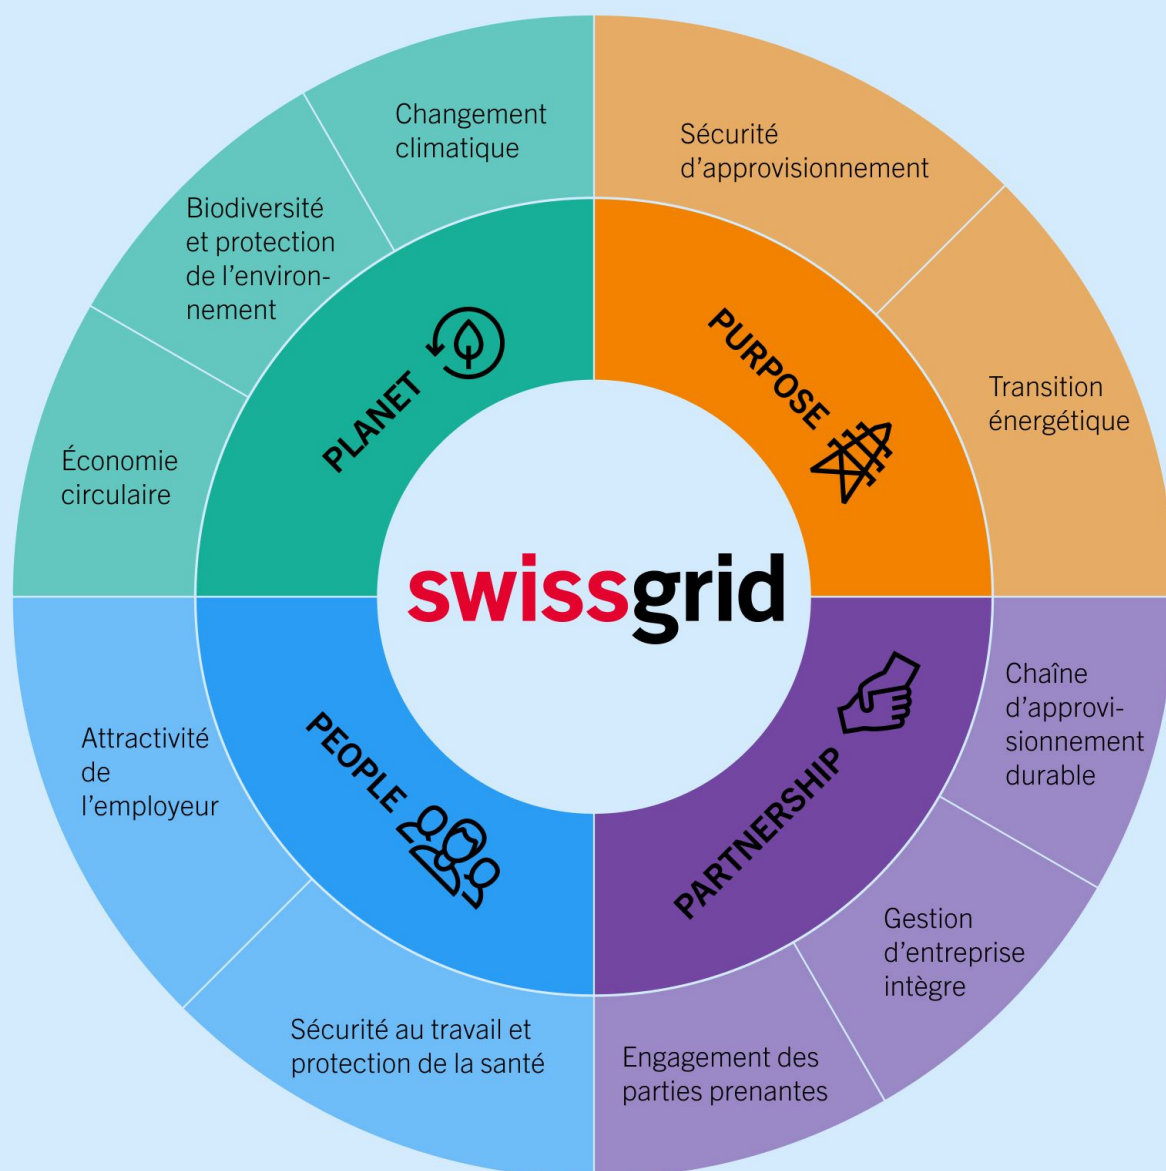 Changement
climatique
Sécurité
d’approvisionnement
Biodiversité
et protection
de l’environ-
nement
Transition
énergétique
Économie
circulaire
PLANET
PURPOSE
swissgrid
PEOPLE
PARTNERSHIP
Chaîne
d’approvi-
sionnement
durable
Attractivité
de
l’employeur
Gestion
d’entreprise
intègre
Sécurité au travail et
protection de la santé
Engagement des
parties prenantes